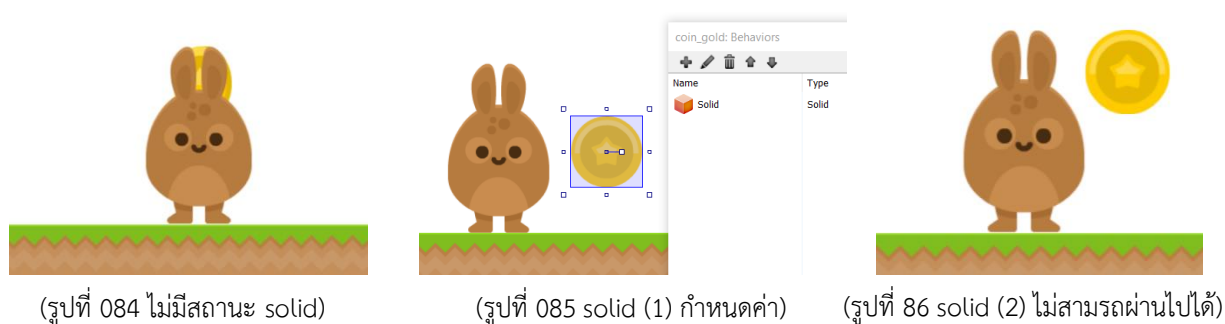 coin_gold: Behaviors
Name Type
Solid Solid
(รูปที่ 084 ไม่มีสถานะ solid)
(รูปที่ 085 solid (1) กำหนดค่า)
(รูปที่ 86 solid (2) ไม่สามรถผ่านไปได้)